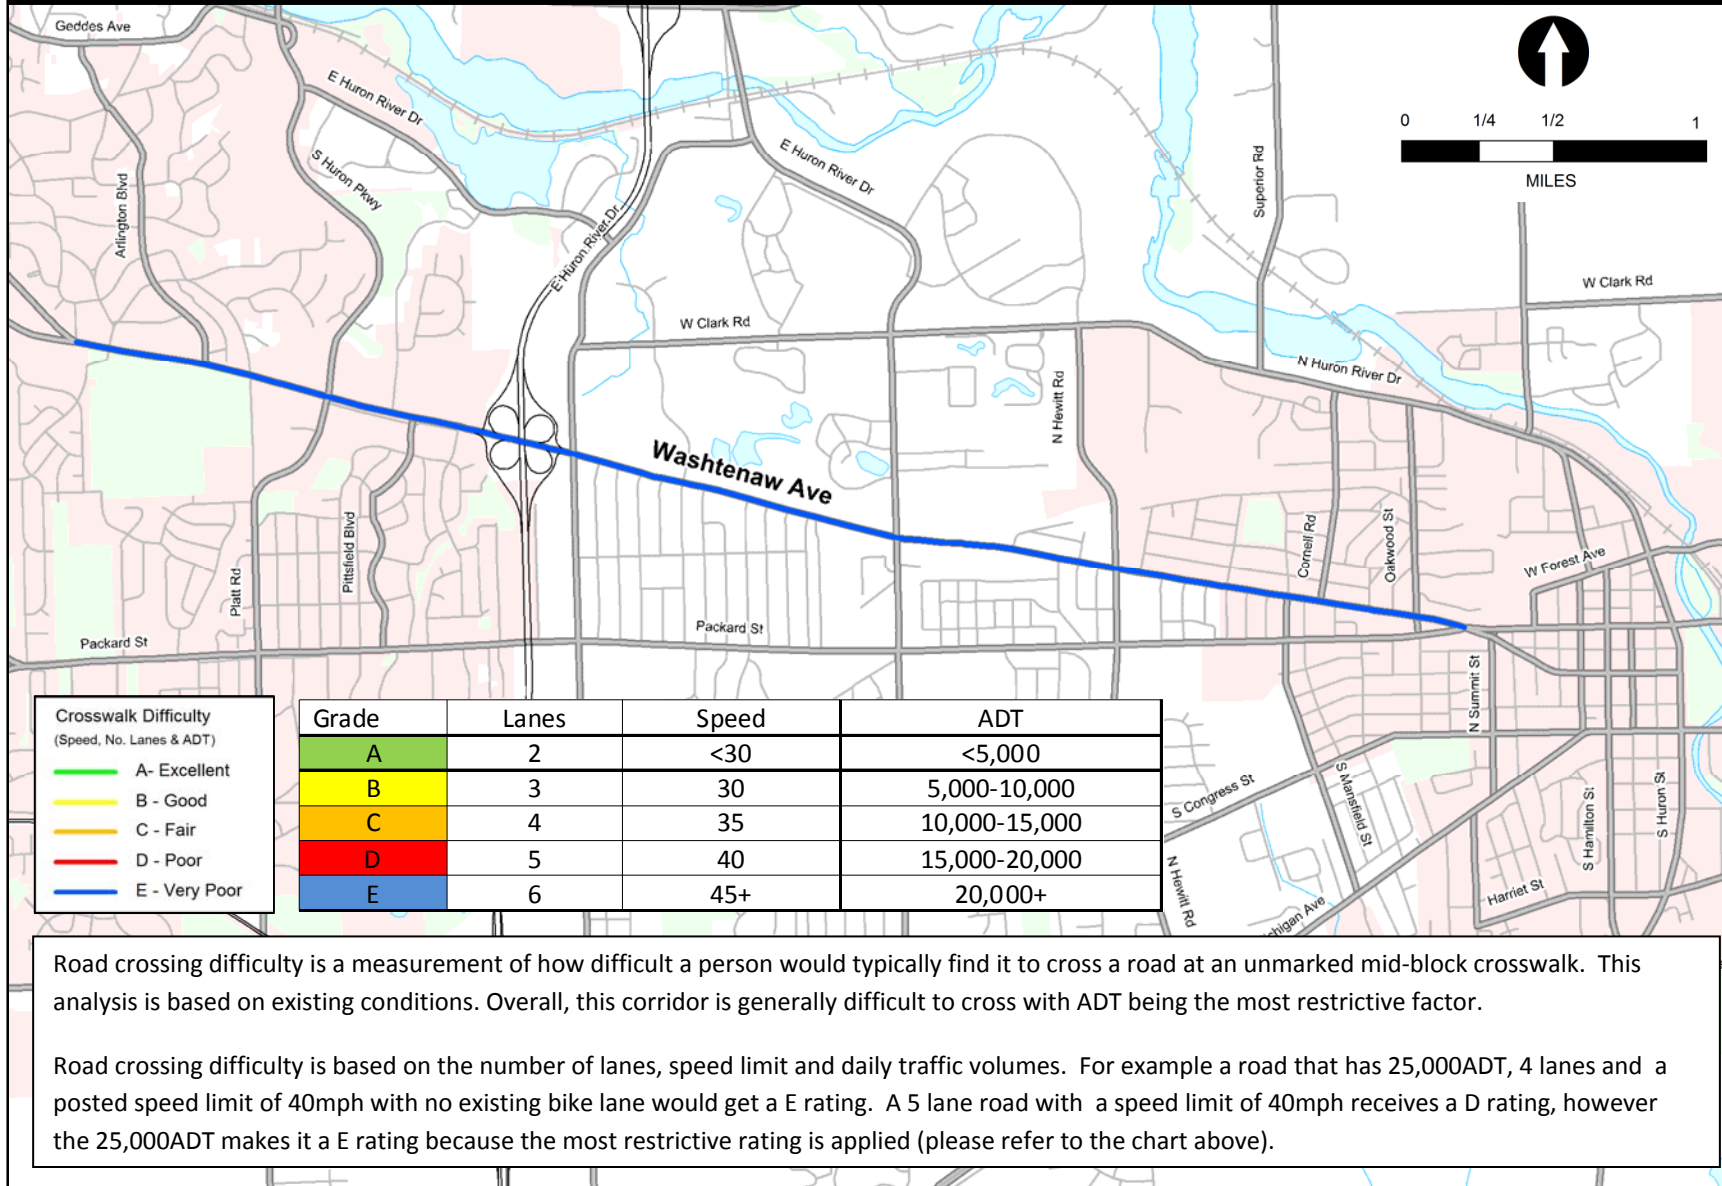 Geddes Ave
E Huron River Dr
S Huron Pkwy
Arlington Blvd
E Huron River Dr
E Huron River Dr
Superior Rd
0 1/4 1/2 1
MILES
W Clark Rd
W Clark Rd
N Huron River Dr
N Hewitt Rd
Washtenaw Ave
Cornell Rd
Oakwood St
W Forest Ave
Platt Rd
Pittsfield Blvd
Packard St
Packard St
N Summit St
S Congress St
S Mansfield St
S Hamilton St
S Huron St
N Hewitt Rd
Harriet St
chigan Ave
Crosswalk Difficulty
(Speed, No. Lanes & ADT)
A- Excellent
B - Good
C - Fair
D - Poor
E - Very Poor
Grade Lanes Speed ADT
A 2 <30 <5,000
B 3 30 5,000-10,000
C 4 35 10,000-15,000
D 5 40 15,000-20,000
E 6 45+ 20,000+
Road crossing difficulty is a measurement of how difficult a person would typically find it to cross a road at an unmarked mid-block crosswalk. This
analysis is based on existing conditions. Overall, this corridor is generally difficult to cross with ADT being the most restrictive factor.
Road crossing difficulty is based on the number of lanes, speed limit and daily traffic volumes. For example a road that has 25,000ADT, 4 lanes and a
posted speed limit of 40mph with no existing bike lane would get a E rating. A 5 lane road with a speed limit of 40mph receives a D rating, however
the 25,000ADT makes it a E rating because the most restrictive rating is applied (please refer to the chart above).